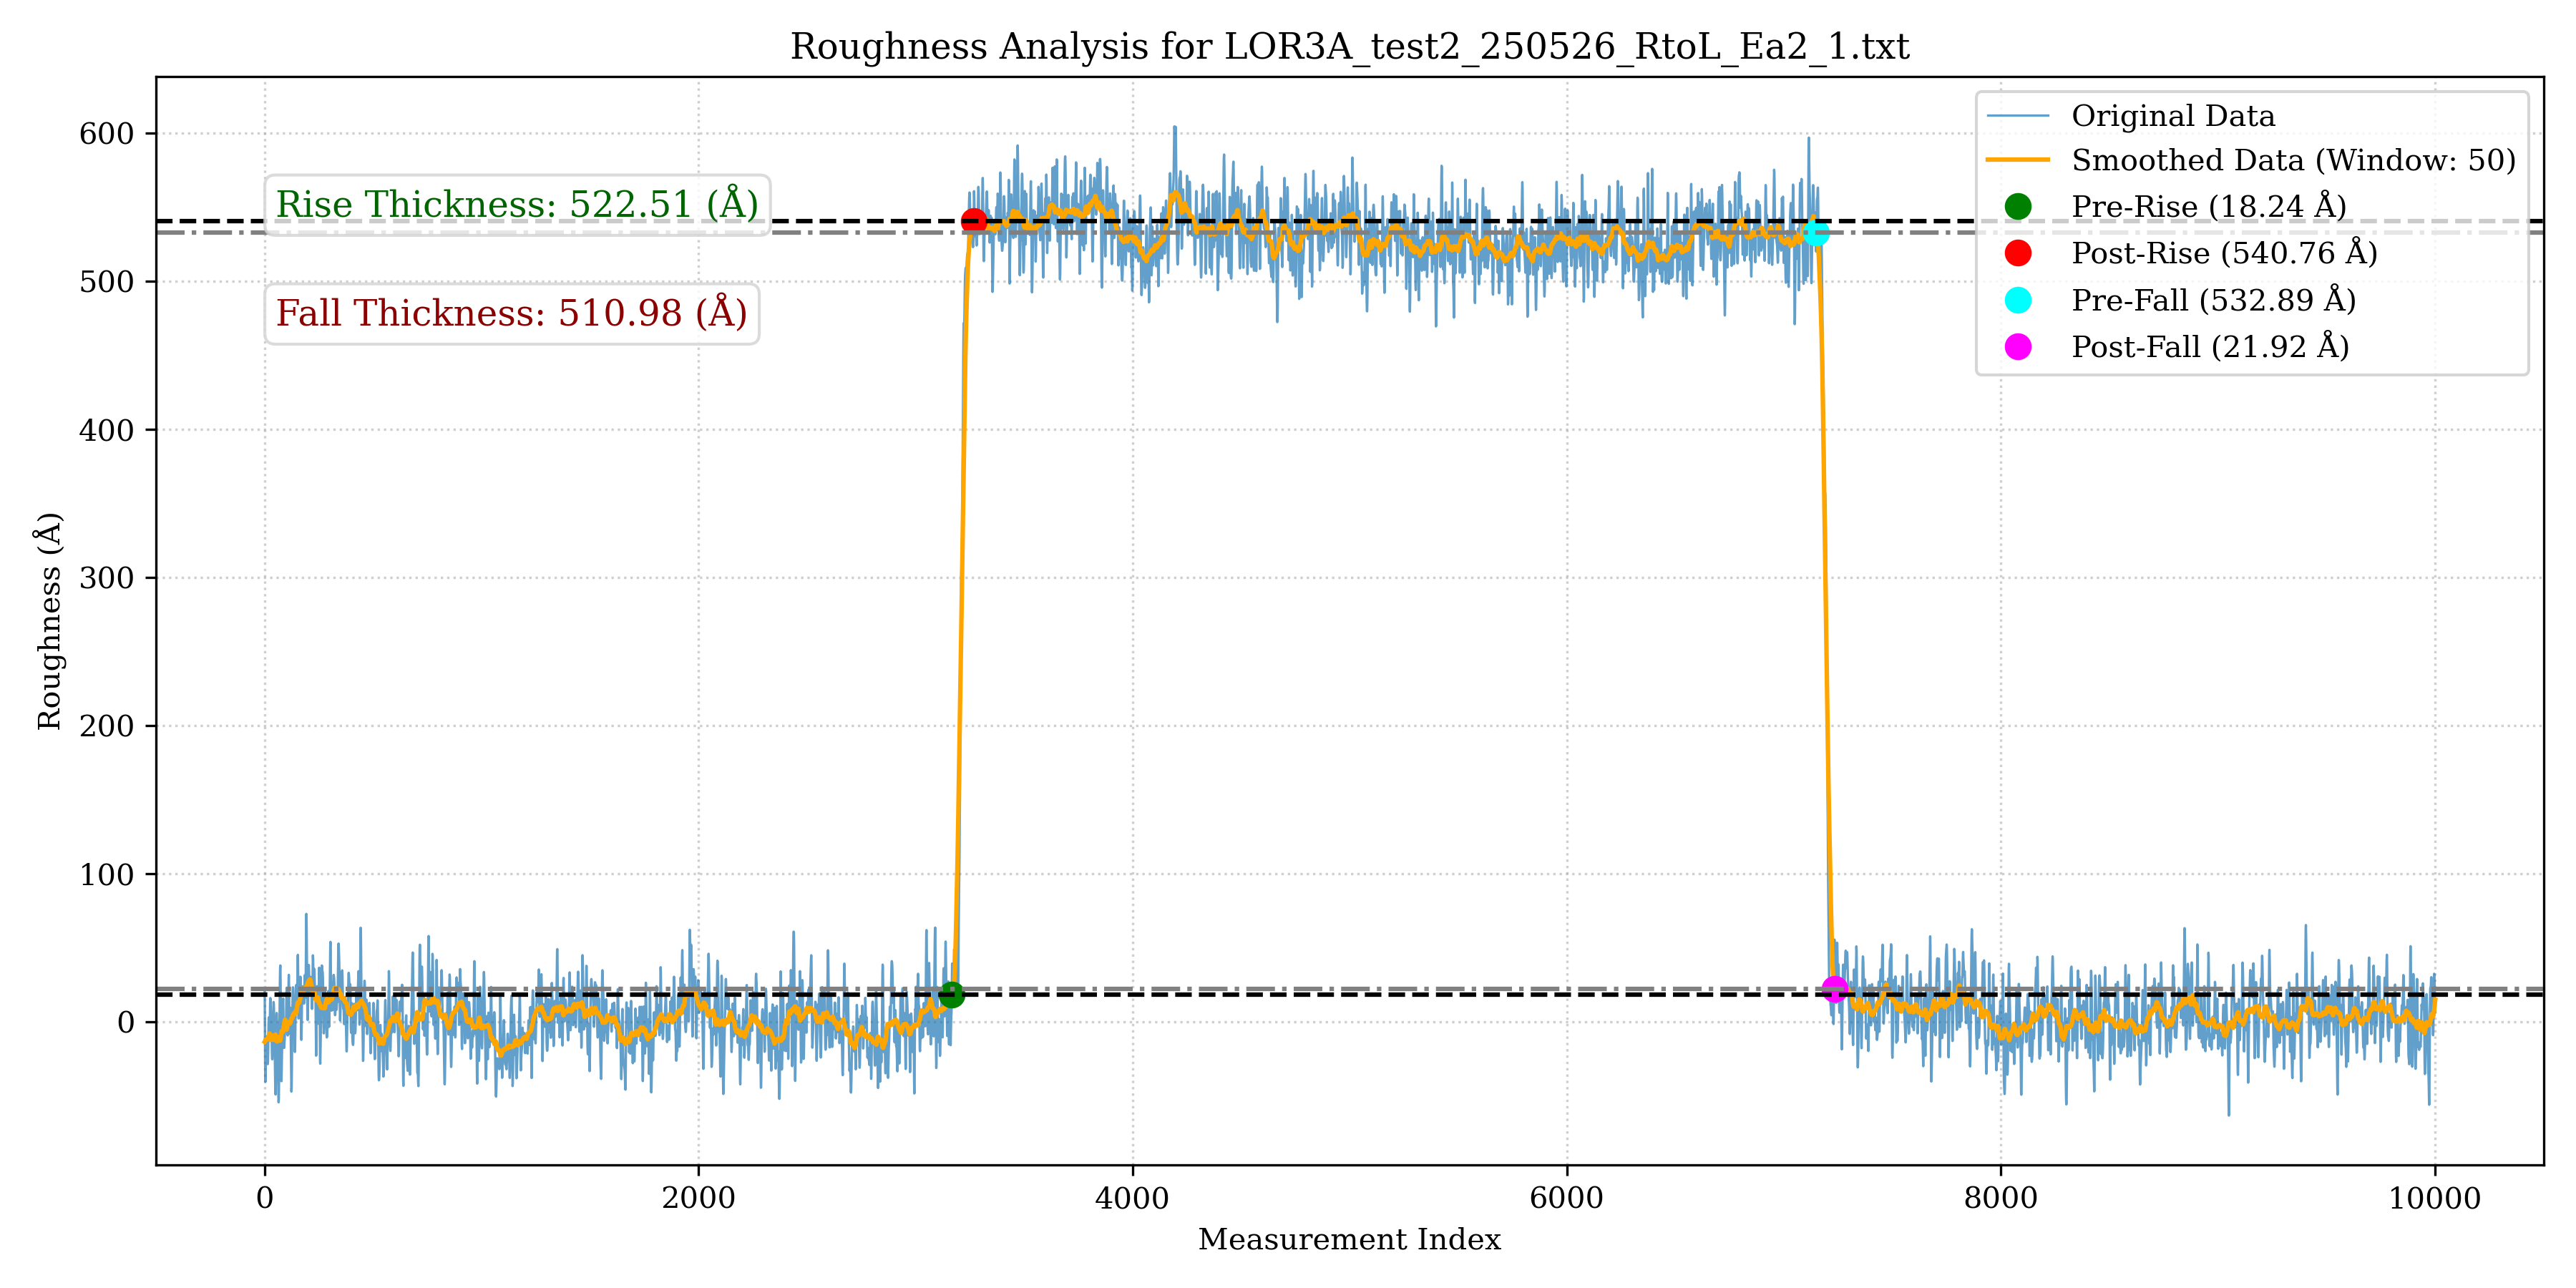 Roughness Analysis for LOR3A_test2_250526_RtoL_Ea2_1.txt
Original Data
Smoothed Data (Window: 50)
Pre-Rise (18.24 Å)
Post-Rise (540.76 Å)
Pre-Fall (532.89 Å)
Post-Fall (21.92 Å)
Rise Thickness: 522.51 (Å)
Fall Thickness: 510.98 (Å)
Roughness (Å)
600
500
400
300
200
100
0
0
2000
4000
6000
8000
10000
Measurement Index